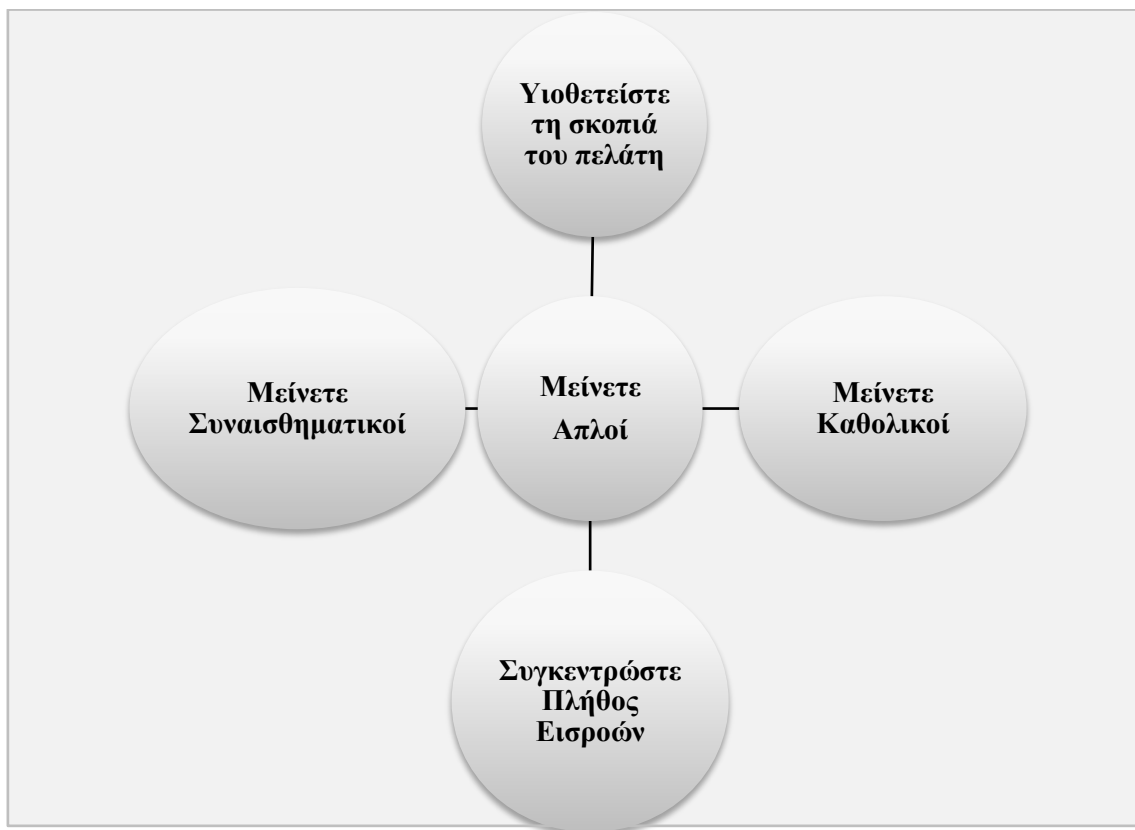 Υιοθετείστε
τη σκοπιά
του πελάτη
Μείνετε
Συναισθηματικοί
Μείνετε
Απλοί
Μείνετε
Καθολικοί
Συγκεντρώστε
Πλήθος
Εισροών